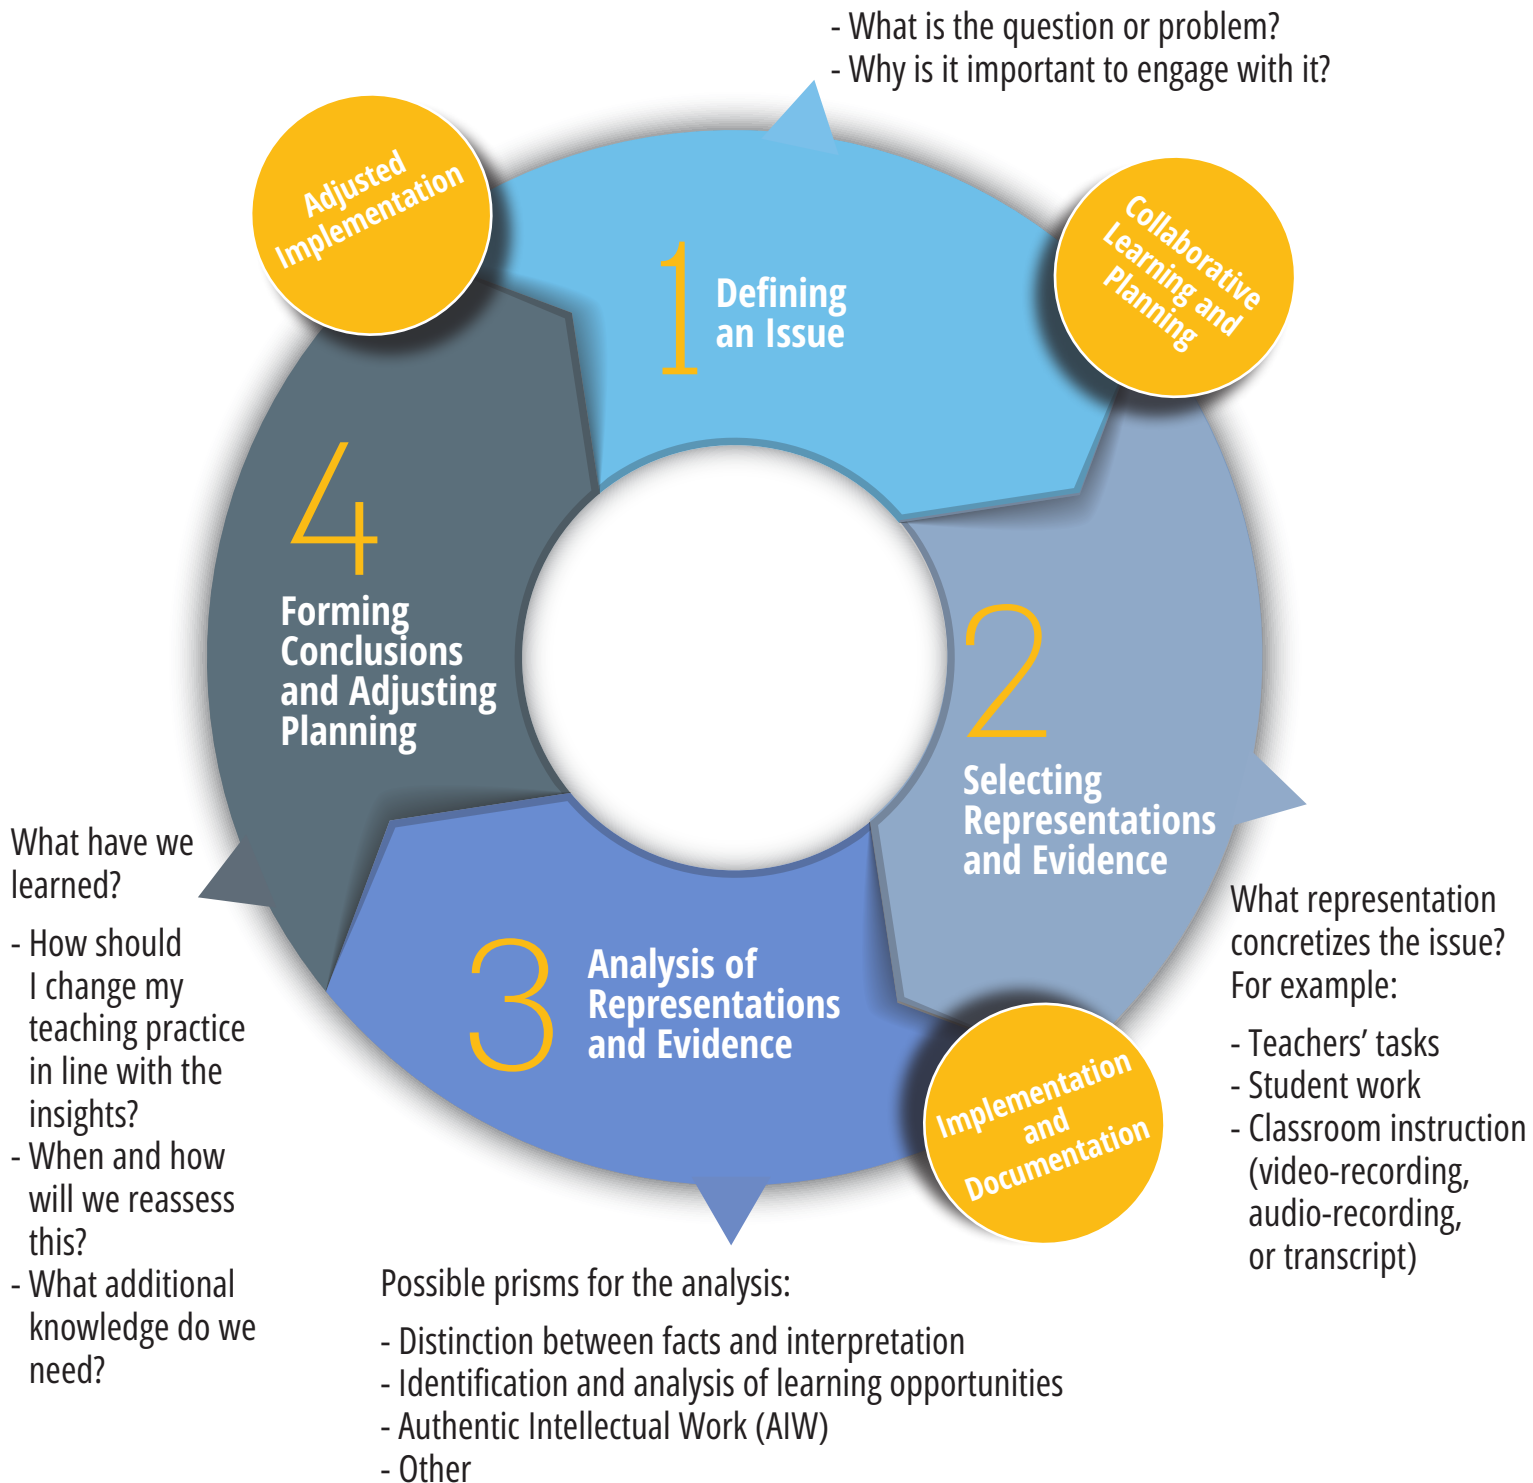 - What is the question or problem?
- Why is it important to engage with it?
Adjusted
Implementation
Collaborative
Learning and
Planning
1
Defining
an Issue
4
Forming
Conclusions
and Adjusting
Planning
2
Selecting
Representations
and Evidence
What have we
learned?
- How should
I change my
teaching practice
in line with the
insights?
- When and how
will we reassess
this?
- What additional
knowledge do we
need?
3
Analysis of
Representations
and Evidence
Implementation
and
Documentation
What representation
concretizes the issue?
For example:
- Teachers’ tasks
- Student work
- Classroom instruction
(video-recording,
audio-recording,
or transcript)
Possible prisms for the analysis:
- Distinction between facts and interpretation
- Identification and analysis of learning opportunities
- Authentic Intellectual Work (AIW)
- Other